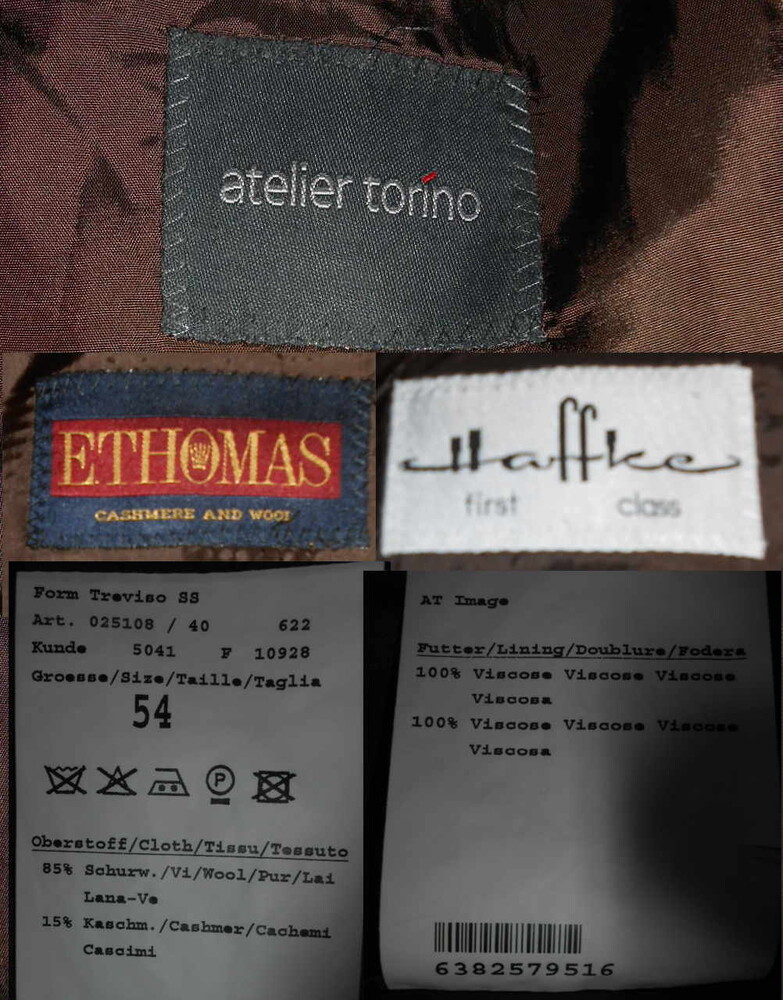 atelier torino
ETHOMAS
CASHMERE AND WOOL
Haffke
first class
Form Treviso SS
Art. 025108 / 40 622
Kunde 5041 F 10928
Groesse/Size/Taille/Taglia
54
P
Oberstoff/Cloth/Tissu/Tessuto
85% Schurw./Vi/Wool/Pur/Lai
Lana-Ve
15% Kaschm./Cashmer/Cachemi
Cascimi
AT Image
Futter/Lining/Doublure/Fodera
100% Viscose Viscose Viscose
Viscosa
100% Viscose Viscose Viscose
Viscosa
6382579516